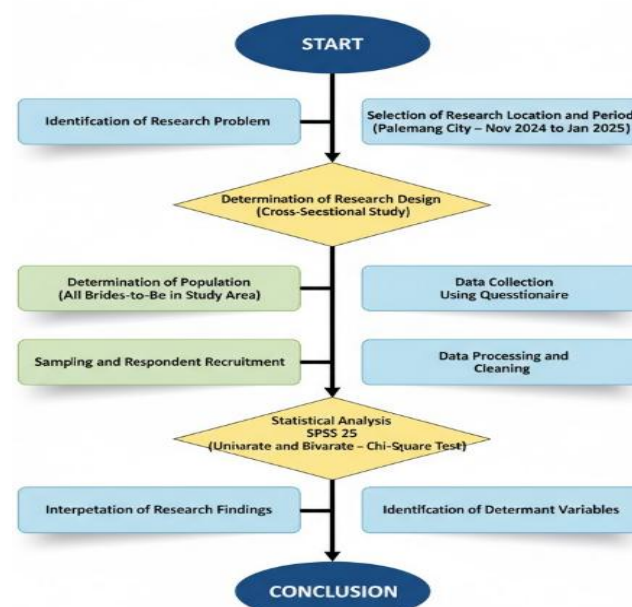 START
Identifcation of Research Problem
Selection of Research Location and Period
(Palemang City – Nov 2024 to Jan 2025)
Determination of Research Design
(Cross-Secstional Study)
Determination of Population
(All Brides-to-Be in Study Area)
Data Collection
Using Quesstionaire
Sampling and Respondent Recruitment
Data Processing and
Cleaning
Statistical Analysis
SPSS 25
(Uniwarate and Bivarate – Chi-Square Test)
Interpetation of Research Findings
Identifcation of Determant Variables
CONCLUSION